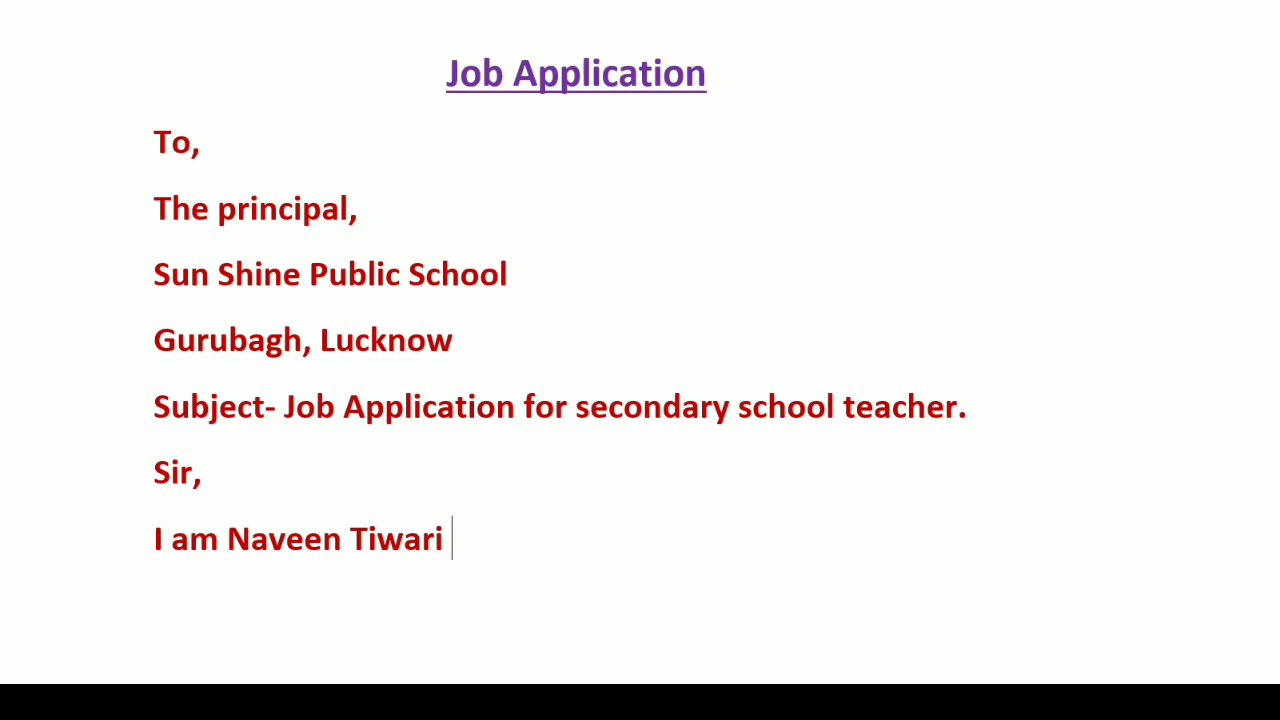 Job Application
To,
The principal,
Sun Shine Public School
Gurubagh, Lucknow
Subject- Job Application for secondary school teacher.
Sir,
I am Naveen Tiwari